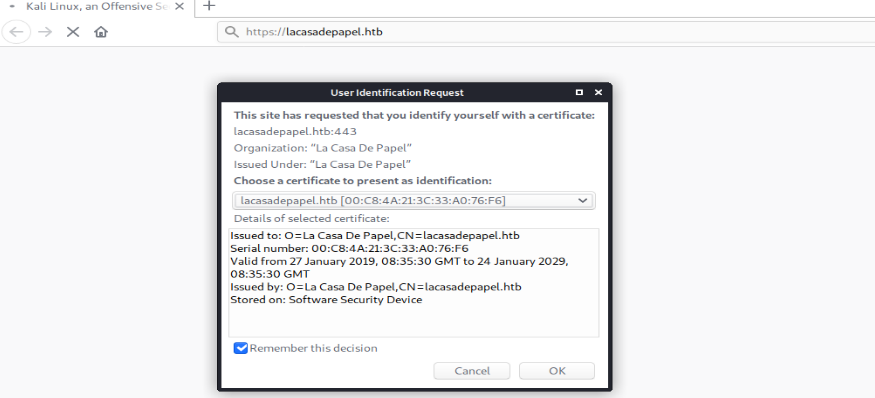 Kali Linux, an Offensive Se
https://lacasadepapel.htb
User Identification Request
This site has requested that you identify yourself with a certificate:
lacasadepapel.htb:443
Organization: “La Casa De Papel”
Issued Under: “La Casa De Papel”
Choose a certificate to present as identification:
lacasadepapel.htb [00:C8:4A:21:3C:33:A0:76:F6]
Details of selected certificate:
Issued to: O=La Casa De Papel,CN=lacasadepapel.htb
Serial number: 00:C8:4A:21:3C:33:A0:76:F6
Valid from 27 January 2019, 08:35:30 GMT to 24 January 2029,
08:35:30 GMT
Issued by: O=La Casa De Papel,CN=lacasadepapel.htb
Stored on: Software Security Device
Remember this decision
Cancel OK